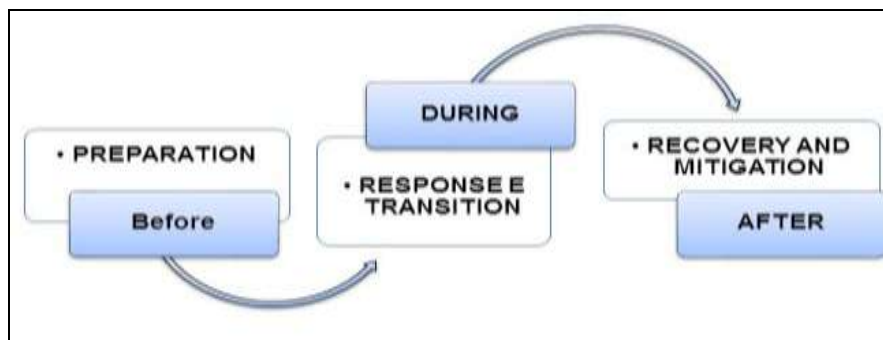 • PREPARATION
Before
DURING
• RESPONSE E
TRANSITION
• RECOVERY AND
MITIGATION
AFTER